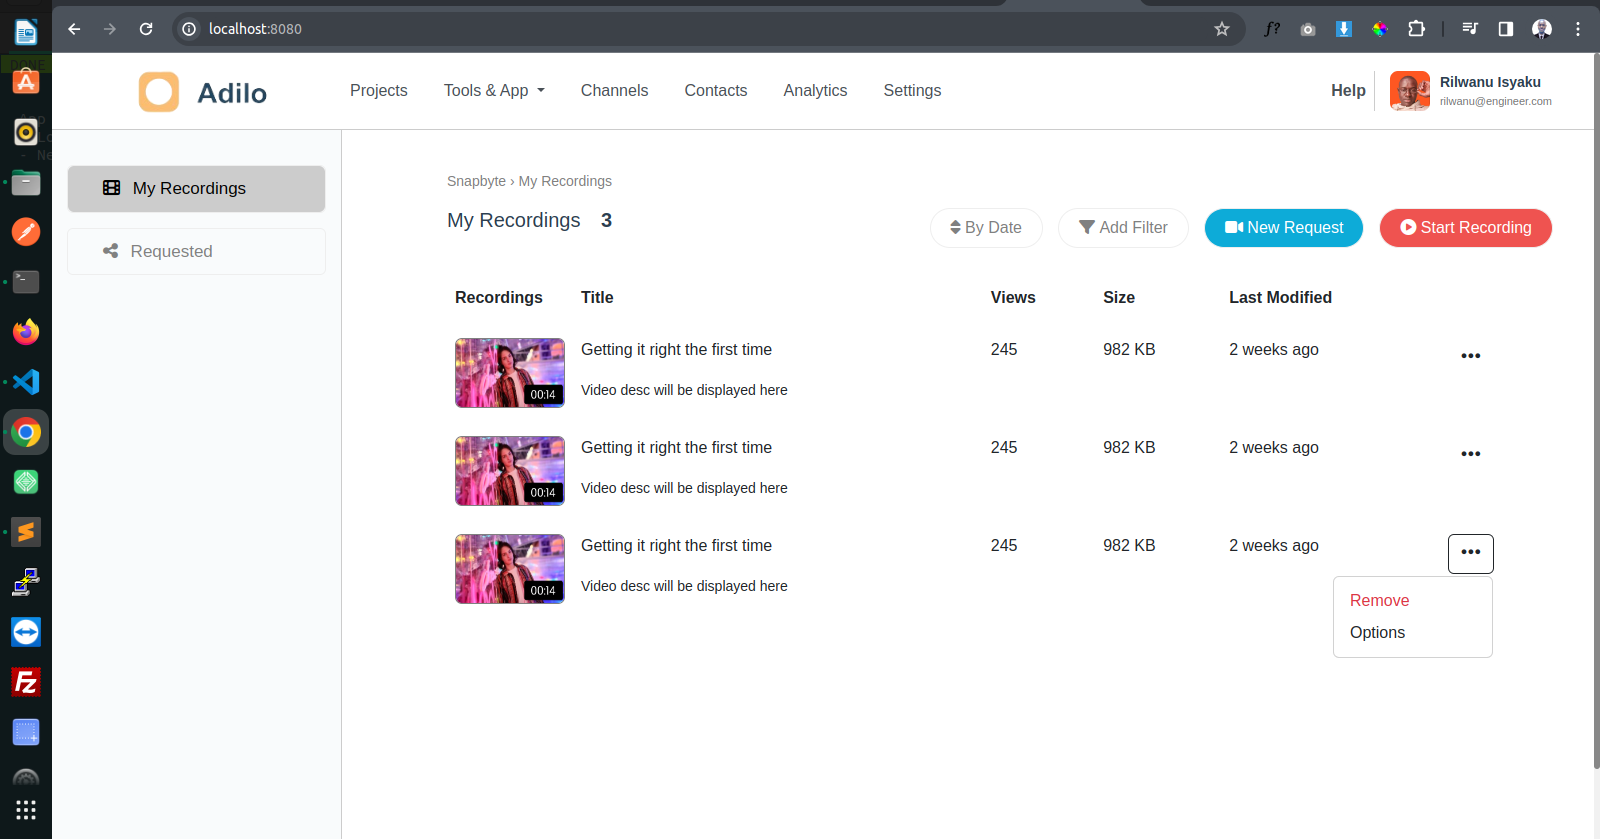 localhost:8080
f?
Adilo
Projects
Tools & App
Channels
Contacts
Analytics
Settings
Help
Rilwanu Isyaku
rilwanu@engineer.com
My Recordings
Requested
Snapbyte › My Recordings
My Recordings 3
By Date
Add Filter
New Request
Start Recording
Recordings Title Views Size Last Modified
Getting it right the first time 245 982 KB 2 weeks ago
00:14
Video desc will be displayed here
Getting it right the first time 245 982 KB 2 weeks ago
00:14
Video desc will be displayed here
Getting it right the first time 245 982 KB 2 weeks ago
00:14
Video desc will be displayed here
Remove
Options
Fz